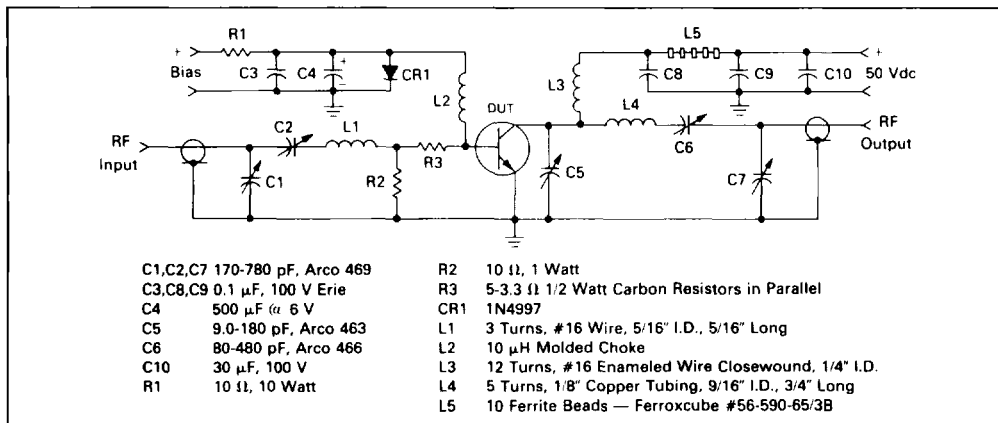 R1
L5
+
Bias
C3
C4
+
−
CR1
L2
L3
C8
C9
C10
+
50 Vdc
DUT
L4
C2
L1
RF
Input
R3
C6
RF
Output
C1
R2
C5
C7
C1,C2,C7 170-780 pF, Arco 469
C3,C8,C9 0.1 μF, 100 V Erie
C4 500 μF @ 6 V
C5 9.0-180 pF, Arco 463
C6 80-480 pF, Arco 466
C10 30 μF, 100 V
R1 10 Ω, 10 Watt
R2 10 Ω, 1 Watt
R3 5-3.3 Ω 1/2 Watt Carbon Resistors in Parallel
CR1 1N4997
L1 3 Turns, #16 Wire, 5/16" I.D., 5/16" Long
L2 10 μH Molded Choke
L3 12 Turns, #16 Enameled Wire Closewound, 1/4" I.D.
L4 5 Turns, 1/8" Copper Tubing, 9/16" I.D., 3/4" Long
L5 10 Ferrite Beads — Ferroxcube #56-590-65/3B